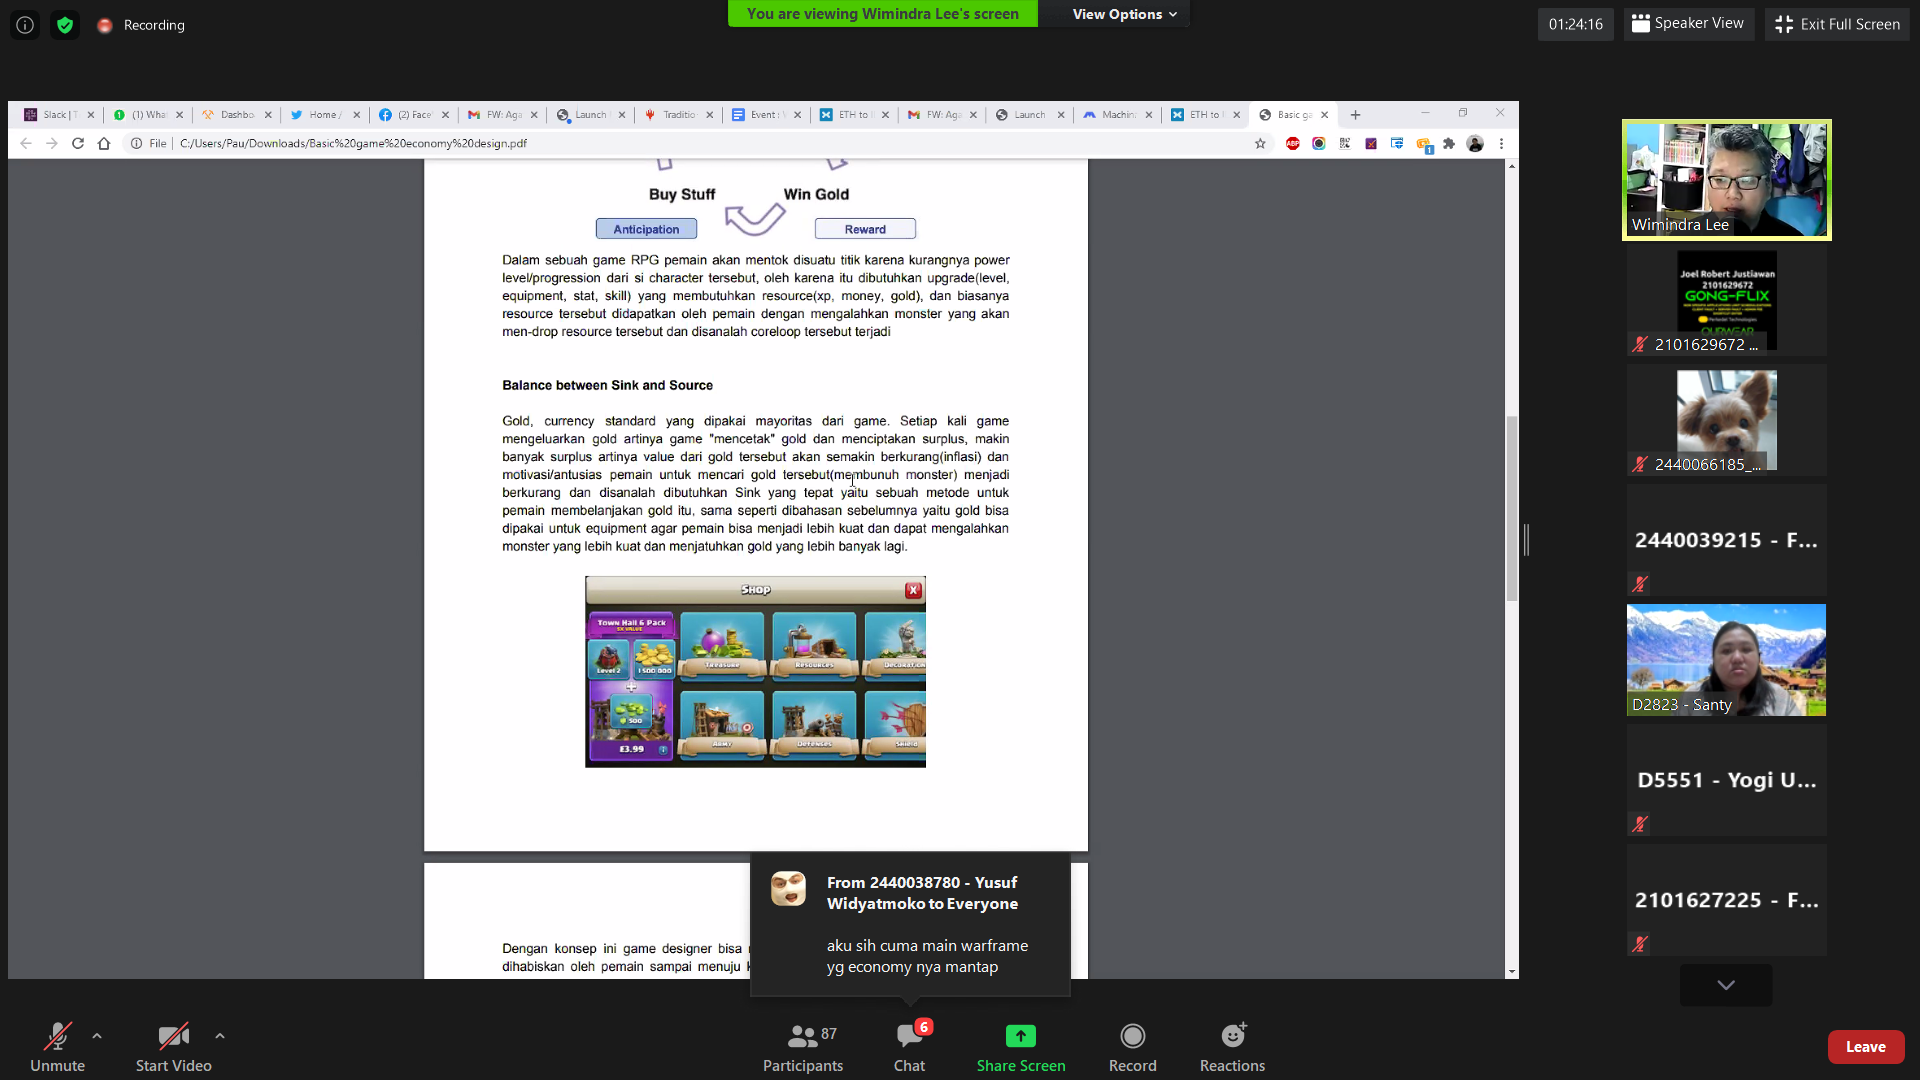 Recording
You are viewing Wimindra Lee's screen
View Options
01:24:16
Speaker View
Exit Full Screen
Slack | T
(1) Wha
Dashbo
Home /
(2) Face
FW: Aga
Launch
Traditio
Event : V
ETH to I
FW: Aga
Launch
Machin
ETH to I
Basic ga
File
C:/Users/Pau/Downloads/Basic%20game%20economy%20design.pdf
ABP
1
Buy Stuff
Win Gold
Anticipation
Reward
Dalam sebuah game RPG pemain akan mentok disuatu titik karena kurangnya power
level/progression dari si character tersebut, oleh karena itu dibutuhkan upgrade(level,
equipment, stat, skill) yang membutuhkan resource(xp, money, gold), dan biasanya
resource tersebut didapatkan oleh pemain dengan mengalahkan monster yang akan
men-drop resource tersebut dan disanalah coreloop tersebut terjadi
Balance between Sink and Source
Gold, currency standard yang dipakai mayoritas dari game. Setiap kali game
mengeluarkan gold artinya game "mencetak" gold dan menciptakan surplus, makin
banyak surplus artinya value dari gold tersebut akan semakin berkurang(inflasi) dan
motivasi/antusias pemain untuk mencari gold tersebut(membunuh monster) menjadi
berkurang dan disanalah dibutuhkan Sink yang tepat yaitu sebuah metode untuk
pemain membelanjakan gold itu, sama seperti dibahasan sebelumnya yaitu gold bisa
dipakai untuk equipment agar pemain bisa menjadi lebih kuat dan dapat mengalahkan
monster yang lebih kuat dan menjatuhkan gold yang lebih banyak lagi.
Shop
Town Hall 6 Pack
5X VALUE
Level 2
1 500 000
500
£3.99
Treasure
Resources
Decoration
Army
Defenses
Shield
Dengan konsep ini game designer bisa
dihabiskan oleh pemain sampai menuju
From 2440038780 - Yusuf
Widyatmoko to Everyone
aku sih cuma main warframe
yg economy nya mantap
Wimindra Lee
Joel Robert Justiawan
2101629672
GONG-FLIX
OURWEAR
2101629672 ...
2440066185_...
2440039215 - F...
D2823 - Santy
D5551 - Yogi U...
2101627225 - F...
Unmute
Start Video
87
Participants
6
Chat
Share Screen
Record
Reactions
Leave